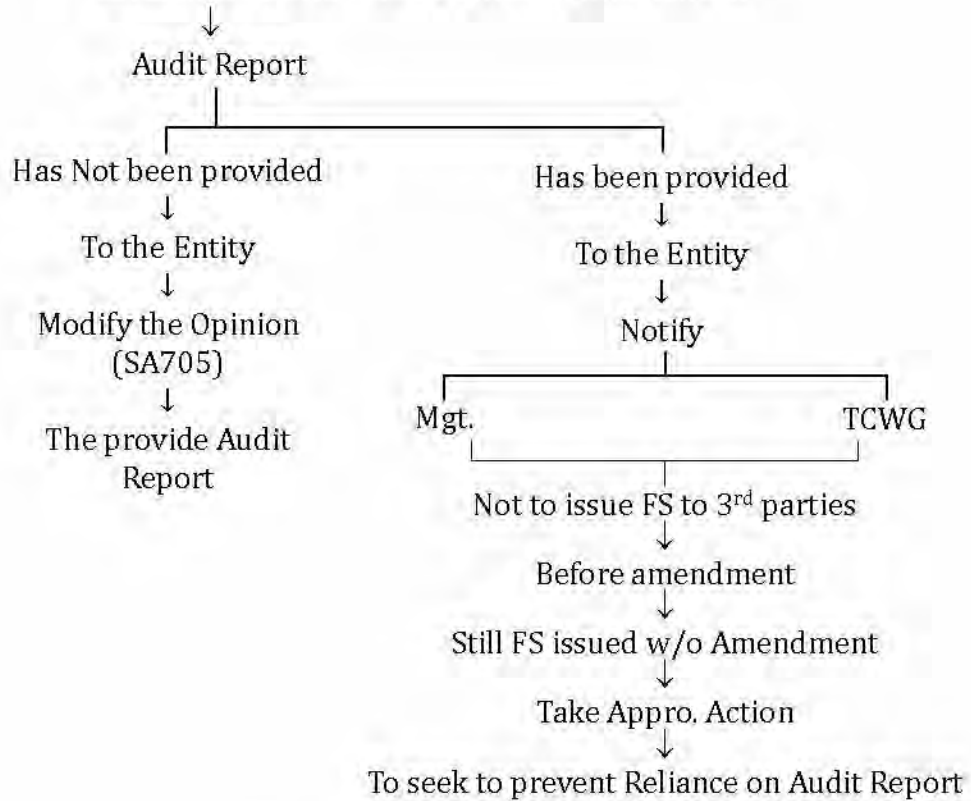 Audit Report
Has Not been provided
To the Entity
Modify the Opinion
(SA705)
The provide Audit
Report
Has been provided
To the Entity
Notify
Mgt.
TCWG
Not to issue FS to 3rd parties
Before amendment
Still FS issued w/o Amendment
Take Appro. Action
To seek to prevent Reliance on Audit Report